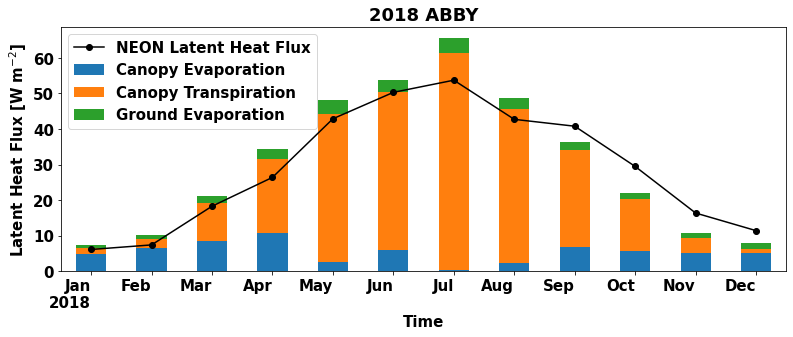 2018 ABBY
NEON Latent Heat Flux
Canopy Evaporation
Canopy Transpiration
Ground Evaporation
Latent Heat Flux [W m⁻²]
60
50
40
30
20
10
0
Jan Feb Mar Apr May Jun Jul Aug Sep Oct Nov Dec
2018
Time